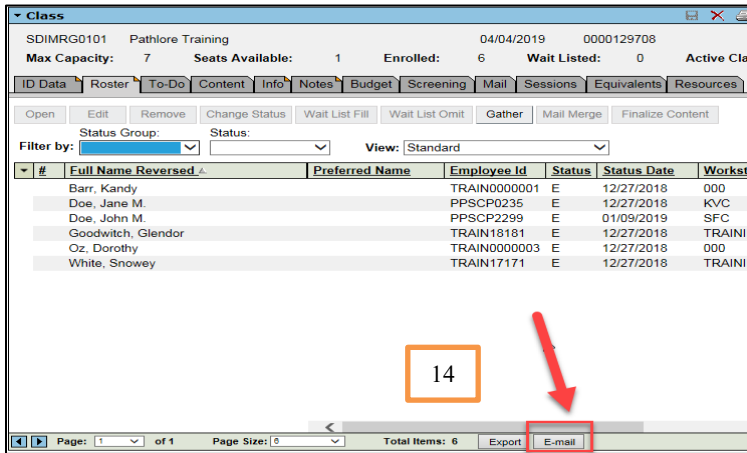 Class
SDIMRG0101 Pathlore Training 04/04/2019 0000129708
Max Capacity: 7 Seats Available: 1 Enrolled: 6 Wait Listed: 0 Active Cla
ID Data Roster To-Do Content Info Notes Budget Screening Mail Sessions Equivalents Resources
Open Edit Remove Change Status Wait List Fill Wait List Omit Gather Mail Merge Finalize Content
Status Group: Status:
Filter by: View: Standard
# Full Name Reversed Preferred Name Employee Id Status Status Date Workst
Barr, Kandy TRAIN0000001 E 12/27/2018 000
Doe, Jane M. PPSCP0235 E 12/27/2018 KVC
Doe, John M. PPSCP2299 E 01/09/2019 SFC
Goodwitch, Glendor TRAIN18181 E 12/27/2018 TRAINI
Oz, Dorothy TRAIN0000003 E 12/27/2018 000
White, Snowey TRAIN17171 E 12/27/2018 TRAINI
14
Page: 1 of 1 Page Size: 6 Total Items: 6 Export E-mail